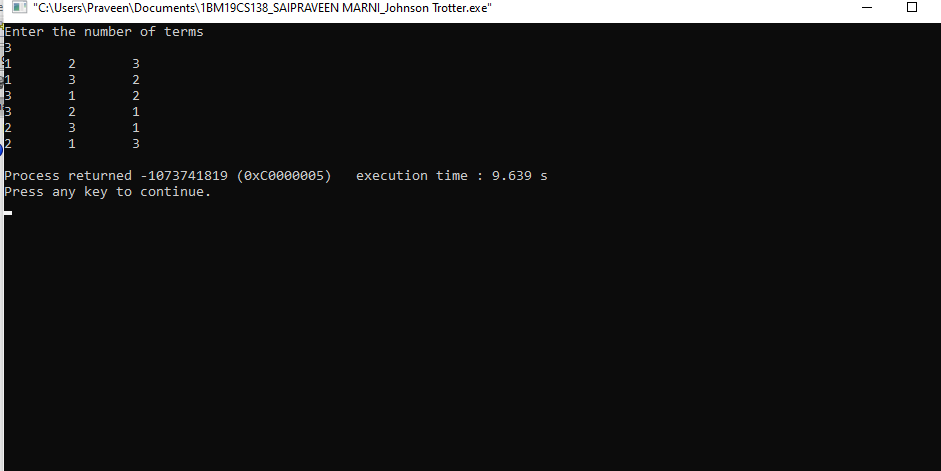 "C:\Users\Praveen\Documents\1BM19CS138_SAIPRAVEEN MARNI_Johnson Trotter.exe"
Enter the number of terms
3
1 2 3
1 3 2
3 1 2
3 2 1
2 3 1
2 1 3
Process returned -1073741819 (0xC0000005) execution time : 9.639 s
Press any key to continue.